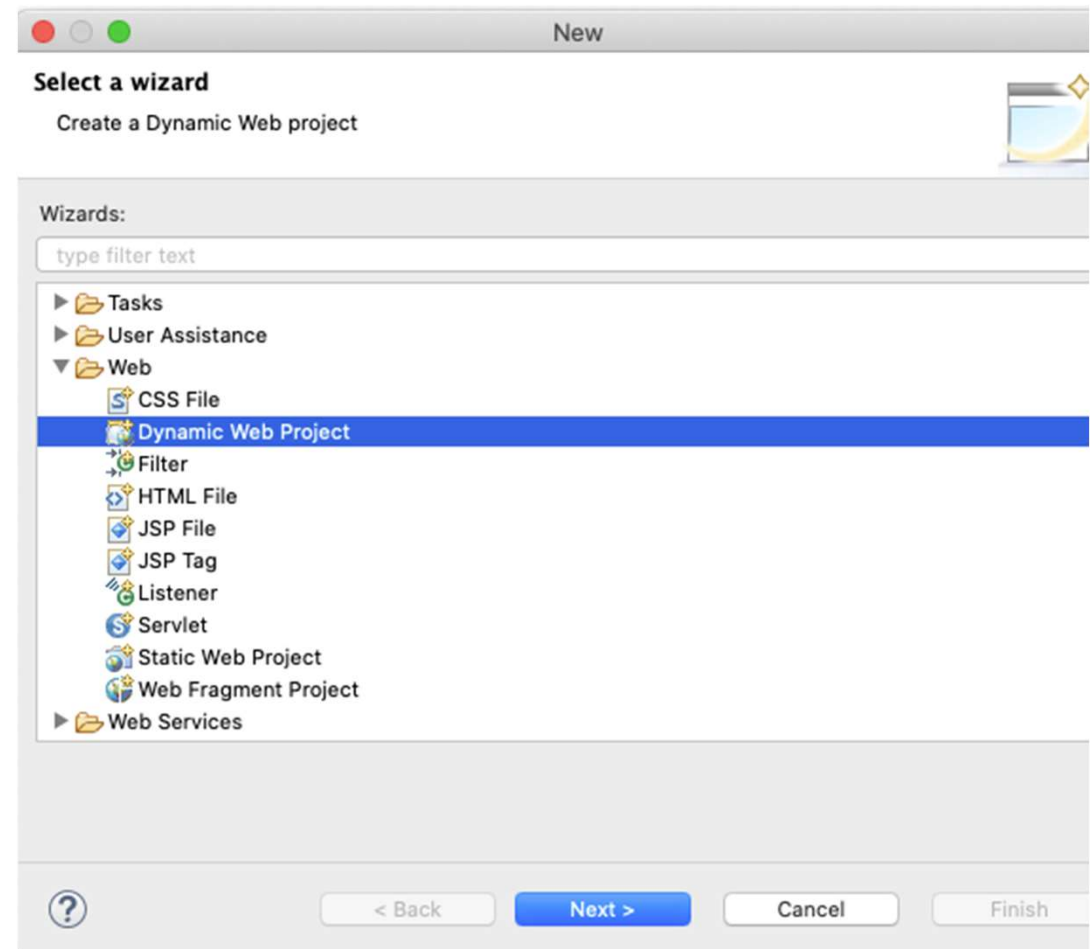 New
Select a wizard
Create a Dynamic Web project
Wizards:
type filter text
Tasks
User Assistance
Web
CSS File
Dynamic Web Project
Filter
HTML File
JSP File
JSP Tag
Listener
Servlet
Static Web Project
Web Fragment Project
Web Services
? < Back Next > Cancel Finish